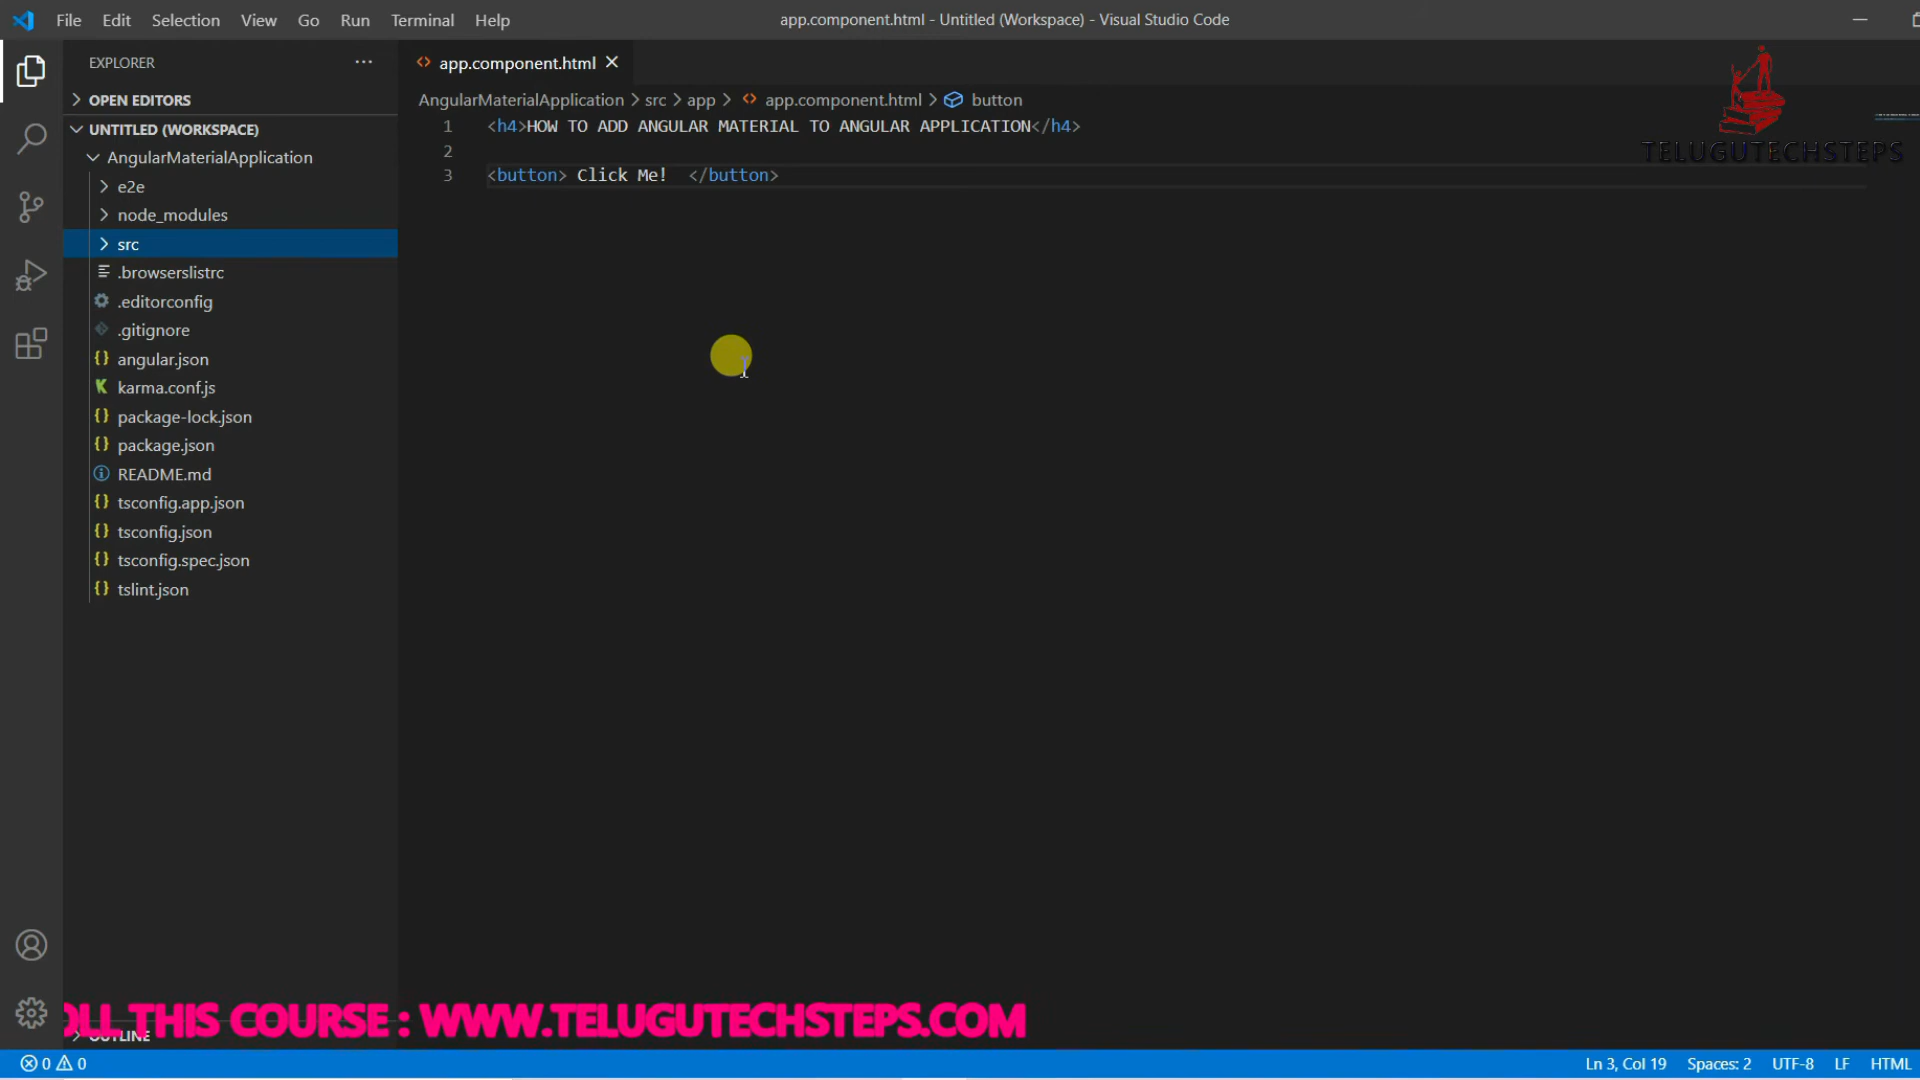 File Edit Selection View Go Run Terminal Help
app.component.html - Untitled (Workspace) - Visual Studio Code
EXPLORER
OPEN EDITORS
UNTITLED (WORKSPACE)
AngularMaterialApplication
e2e
node_modules
src
.browserslistrc
.editorconfig
.gitignore
angular.json
karma.conf.js
package-lock.json
package.json
README.md
tsconfig.app.json
tsconfig.json
tsconfig.spec.json
tslint.json
OUTLINE
app.component.html
AngularMaterialApplication > src > app > app.component.html > button
1 <h4>HOW TO ADD ANGULAR MATERIAL TO ANGULAR APPLICATION</h4>
2
3 <button> Click Me!  </button>
TELUGUTECHSTEPS
OLL THIS COURSE : WWW.TELUGUTECHSTEPS.COM
0 0
Ln 3, Col 19 Spaces: 2 UTF-8 LF HTML